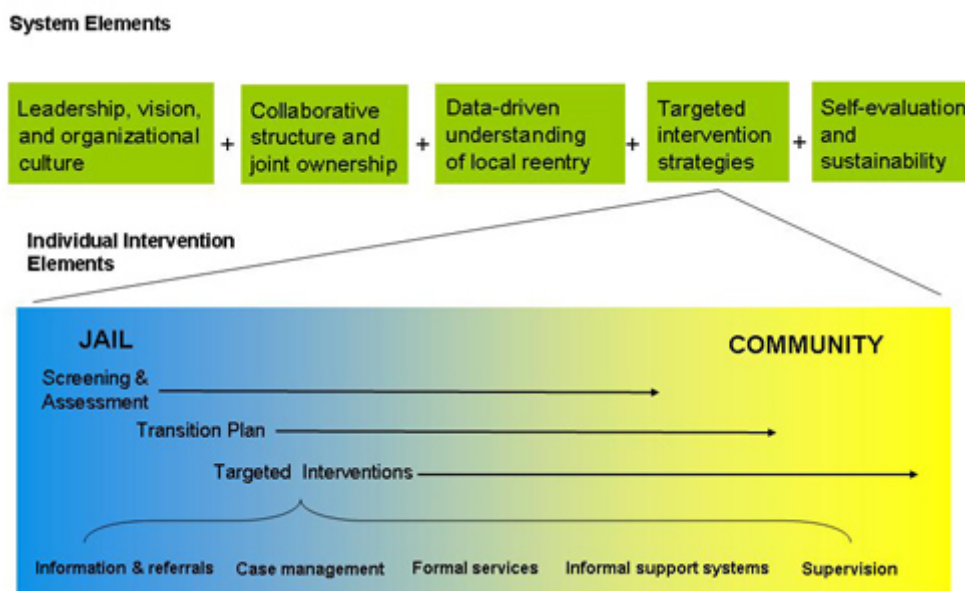 System Elements
Leadership, vision,
and organizational
culture
+
Collaborative
structure and
joint ownership
+
Data-driven
understanding
of local reentry
+
Targeted
intervention
strategies
+
Self-evaluation
and
sustainability
Individual Intervention
Elements
JAIL
COMMUNITY
Screening &
Assessment
Transition Plan
Targeted Interventions
Information & referrals
Case management
Formal services
Informal support systems
Supervision